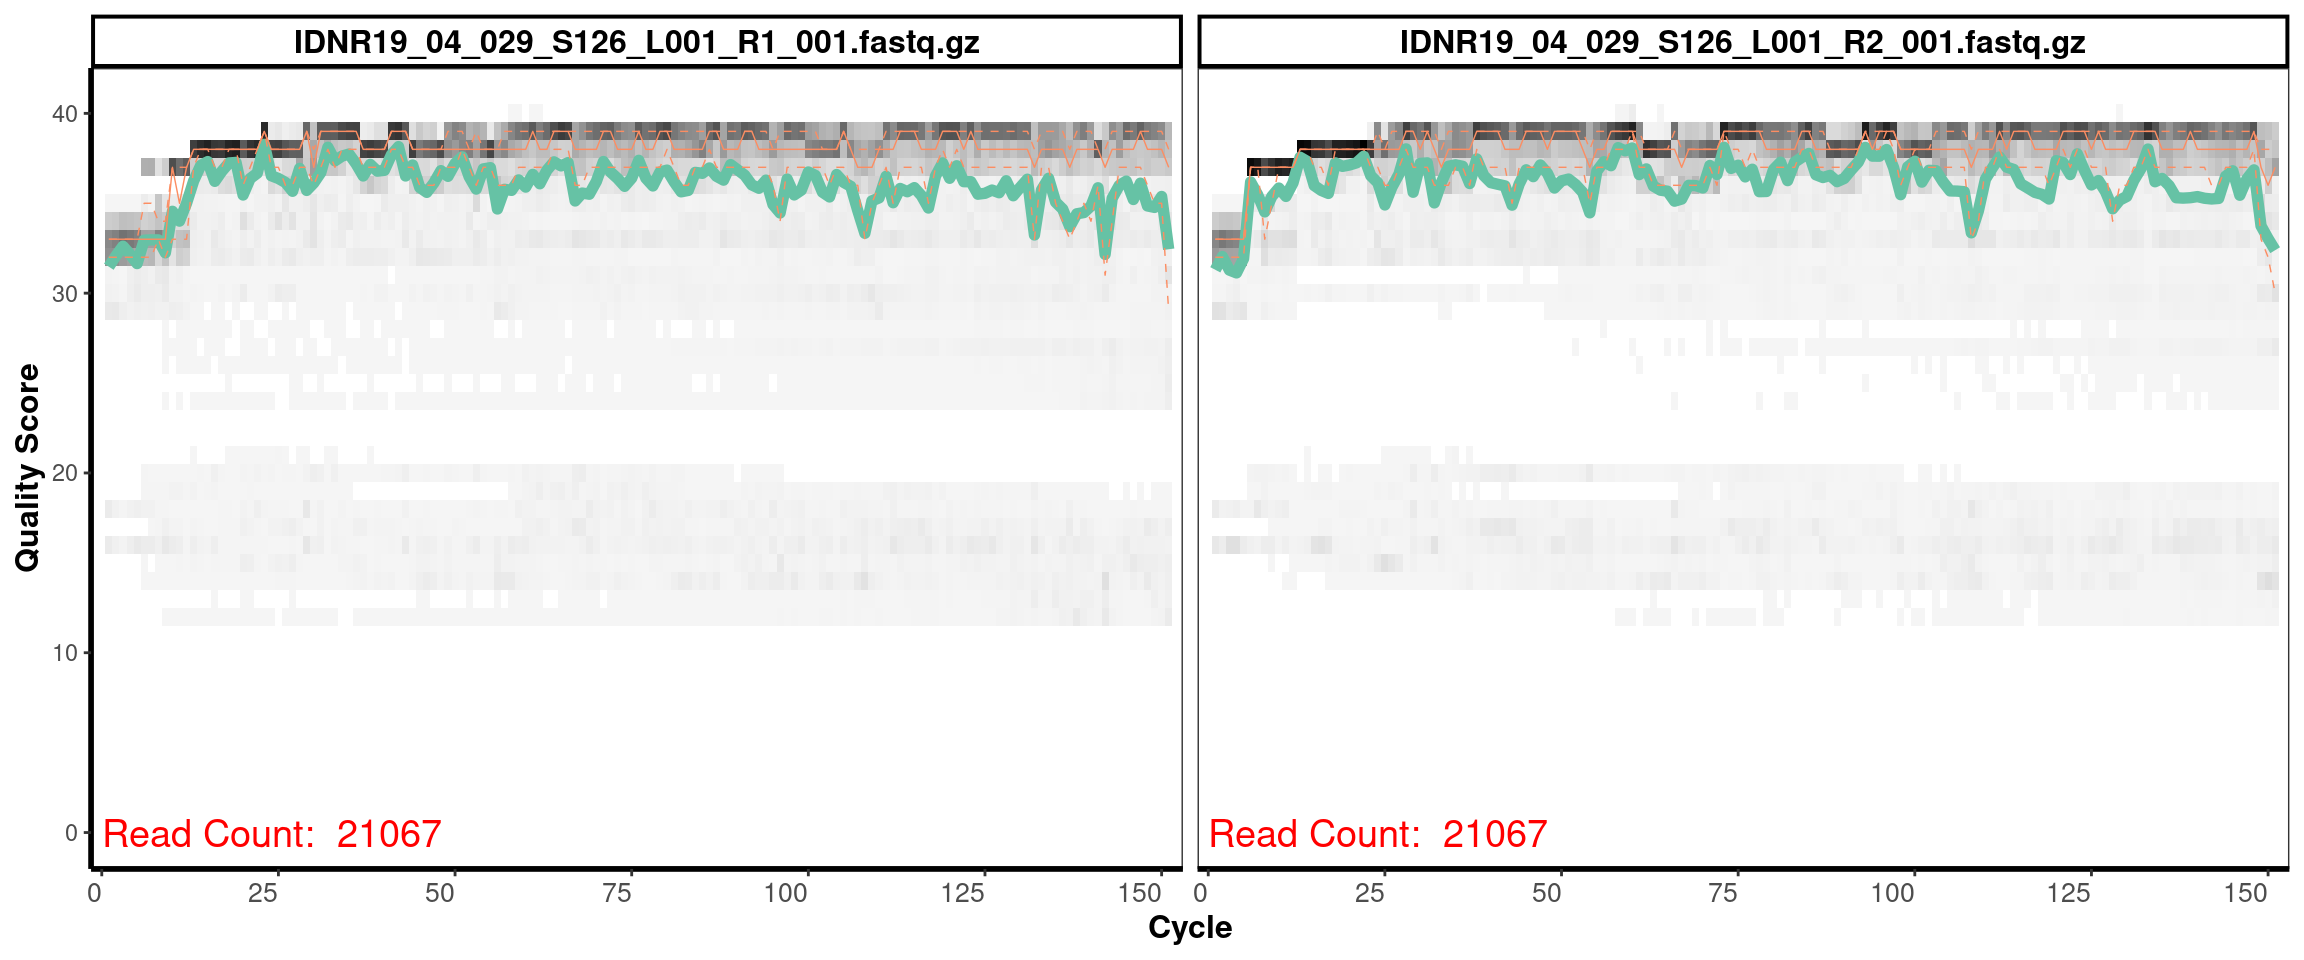 IDNR19_04_029_S126_L001_R1_001.fastq.gz
IDNR19_04_029_S126_L001_R2_001.fastq.gz
Quality Score
40
30
20
10
0
Read Count: 21067
Read Count: 21067
0 25 50 75 100 125 150
0 25 50 75 100 125 150
Cycle